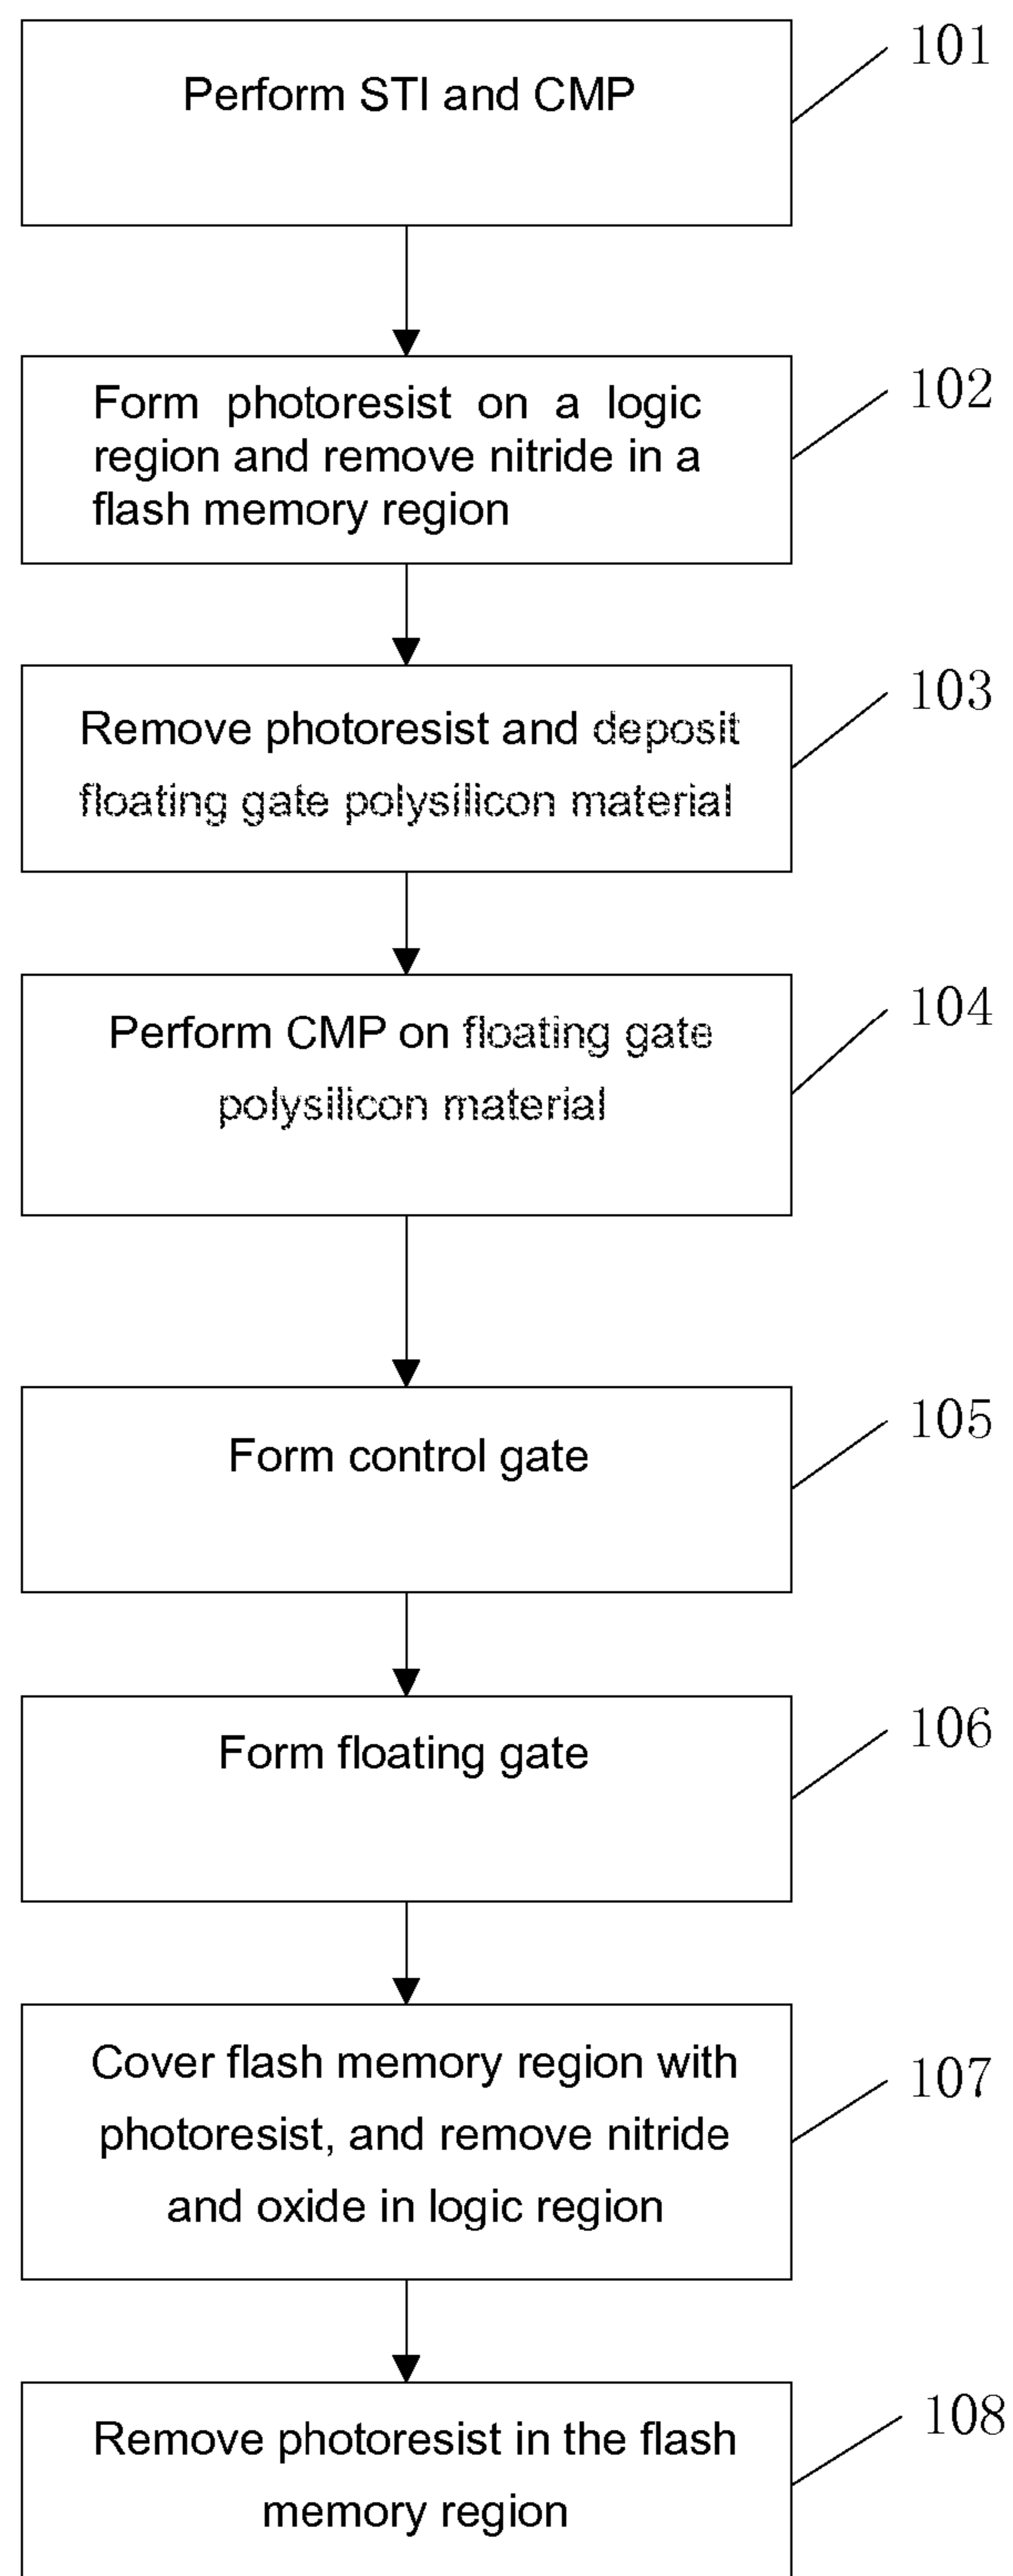 Perform STI and CMP
101
Form photoresist on a logic
region and remove nitride in a
flash memory region
102
Remove photoresist and deposit
floating gate polysilicon material
103
Perform CMP on floating gate
polysilicon material
104
Form control gate
105
Form floating gate
106
Cover flash memory region with
photoresist, and remove nitride
and oxide in logic region
107
Remove photoresist in the flash
memory region
108